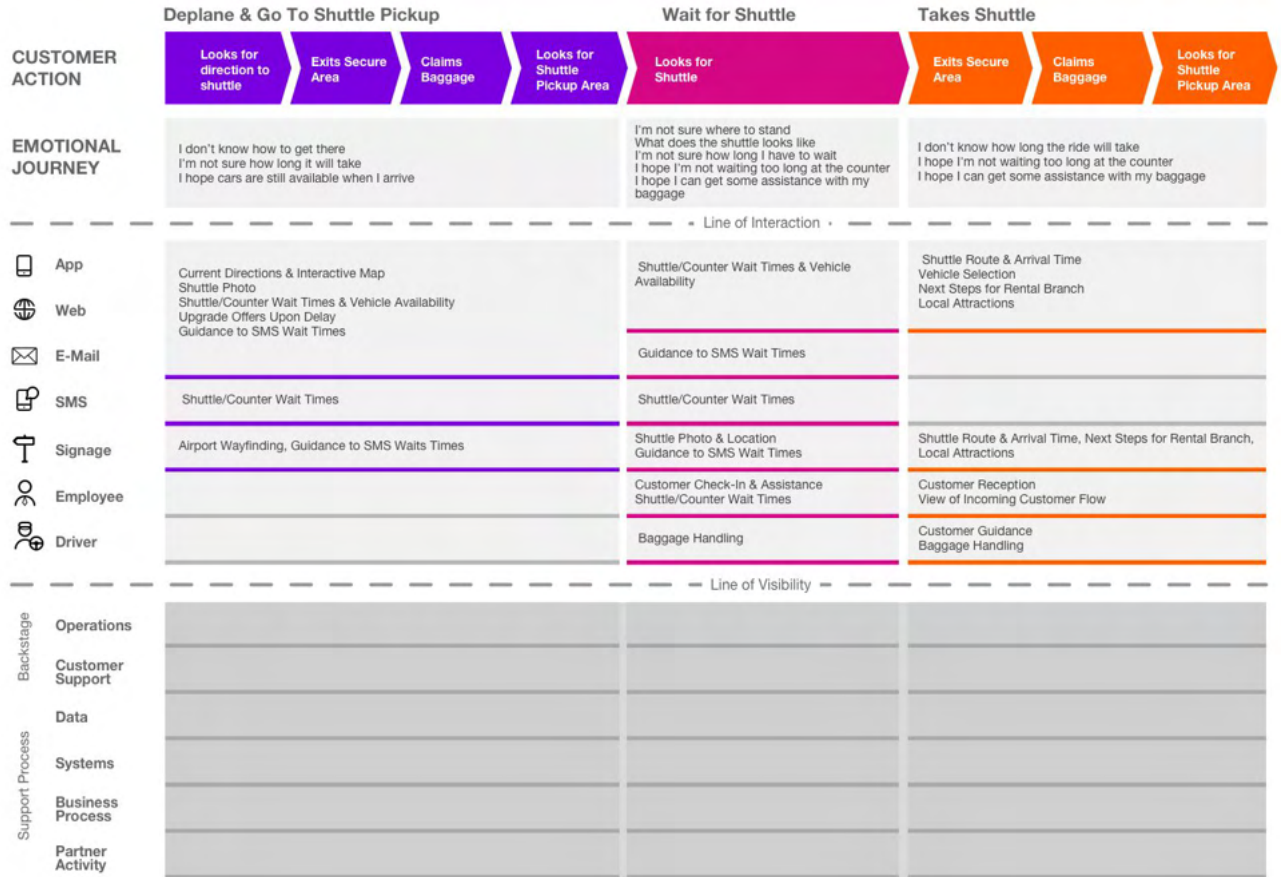 Deplane & Go To Shuttle Pickup
Wait for Shuttle
Takes Shuttle
CUSTOMER
ACTION
Looks for
direction to
shuttle
Exits Secure
Area
Claims
Baggage
Looks for
Shuttle
Pickup Area
Looks for
Shuttle
Exits Secure
Area
Claims
Baggage
Looks for
Shuttle
Pickup Area
EMOTIONAL
JOURNEY
I don't know how to get there
I'm not sure how long it will take
I hope cars are still available when I arrive
I'm not sure where to stand
What does the shuttle looks like
I'm not sure how long I have to wait
I hope I'm not waiting too long at the counter
I hope I can get some assistance with my
baggage
I don't know how long the ride will take
I hope I'm not waiting too long at the counter
I hope I can get some assistance with my baggage
Line of Interaction
App
Web
E-Mail
Current Directions & Interactive Map
Shuttle Photo
Shuttle/Counter Wait Times & Vehicle Availability
Upgrade Offers Upon Delay
Guidance to SMS Wait Times
Shuttle/Counter Wait Times & Vehicle
Availability
Guidance to SMS Wait Times
Shuttle Route & Arrival Time
Vehicle Selection
Next Steps for Rental Branch
Local Attractions
SMS
Shuttle/Counter Wait Times
Shuttle/Counter Wait Times
Signage
Airport Wayfinding, Guidance to SMS Waits Times
Shuttle Photo & Location
Guidance to SMS Wait Times
Shuttle Route & Arrival Time, Next Steps for Rental Branch,
Local Attractions
Employee
Customer Check-In & Assistance
Shuttle/Counter Wait Times
Customer Reception
View of Incoming Customer Flow
Driver
Baggage Handling
Customer Guidance
Baggage Handling
Line of Visibility
Backstage
Operations
Customer
Support
Support Process
Data
Systems
Business
Process
Partner
Activity